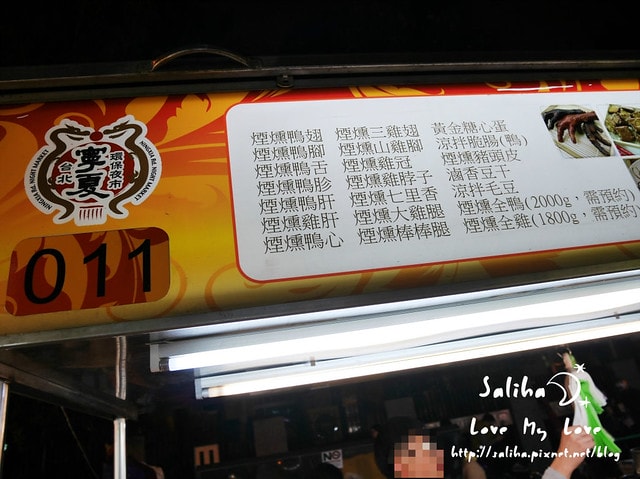 NINGXIA RD. NIGHT MARKET
寧夏
台北
環保夜市
011
煙燻鴨翅 煙燻三雞翅 黃金糖心蛋
煙燻鴨腳 煙燻山雞腳 涼拌脆腸(鴨)
煙燻鴨舌 煙燻雞冠 煙燻豬頭皮
煙燻鴨胗 煙燻雞脖子 滷香豆干
煙燻鴨肝 煙燻七里香 涼拌毛豆
煙燻雞肝 煙燻大雞腿 煙燻全鴨(2000g,需預約)
煙燻鴨心 煙燻棒棒腿 煙燻全雞(1800g,需預約)
Saliha
Love My Love
http://saliha.pixnet.net/blog